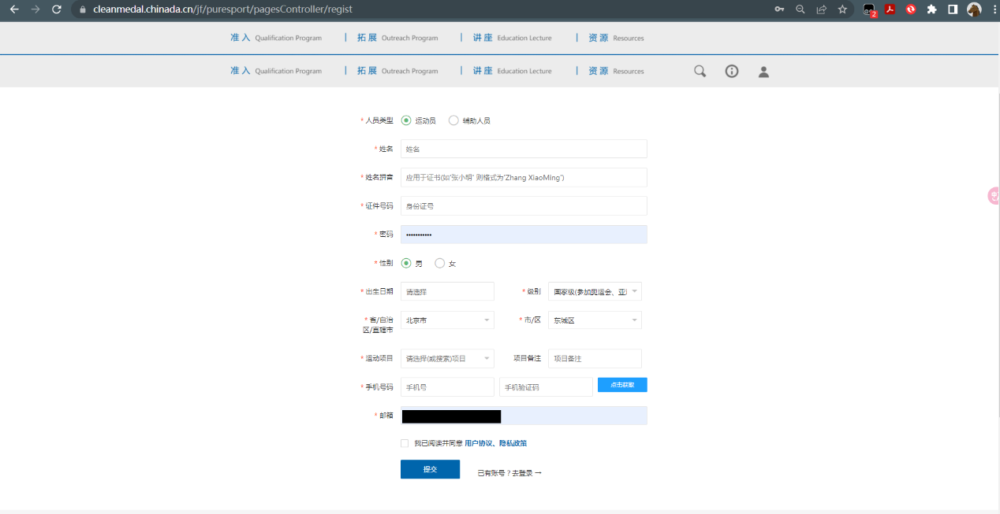 cleanmedal.chinada.cn/jf/puresport/pagesController/regist
2
准入 Qualification Program | 拓展 Outreach Program | 讲座 Education Lecture | 资源 Resources
准入 Qualification Program | 拓展 Outreach Program | 讲座 Education Lecture | 资源 Resources
* 人员类型 运动员 辅助人员
* 姓名 姓名
* 姓名拼音 应用于证书(如'张小明' 则格式为'Zhang XiaoMing')
* 证件号码 身份证号
* 密码 •••••••••••
* 性别 男 女
* 出生日期 请选择 * 级别 国家级(参加奥运会、亚
* 省/自治区/直辖市 北京市 * 市/区 东城区
* 运动项目 请选择(或搜索)项目 项目备注 项目备注
* 手机号码 手机号 手机验证码 点击获取
* 邮箱
我已阅读并同意 用户协议、隐私政策
提交 已有账号？去登录 →